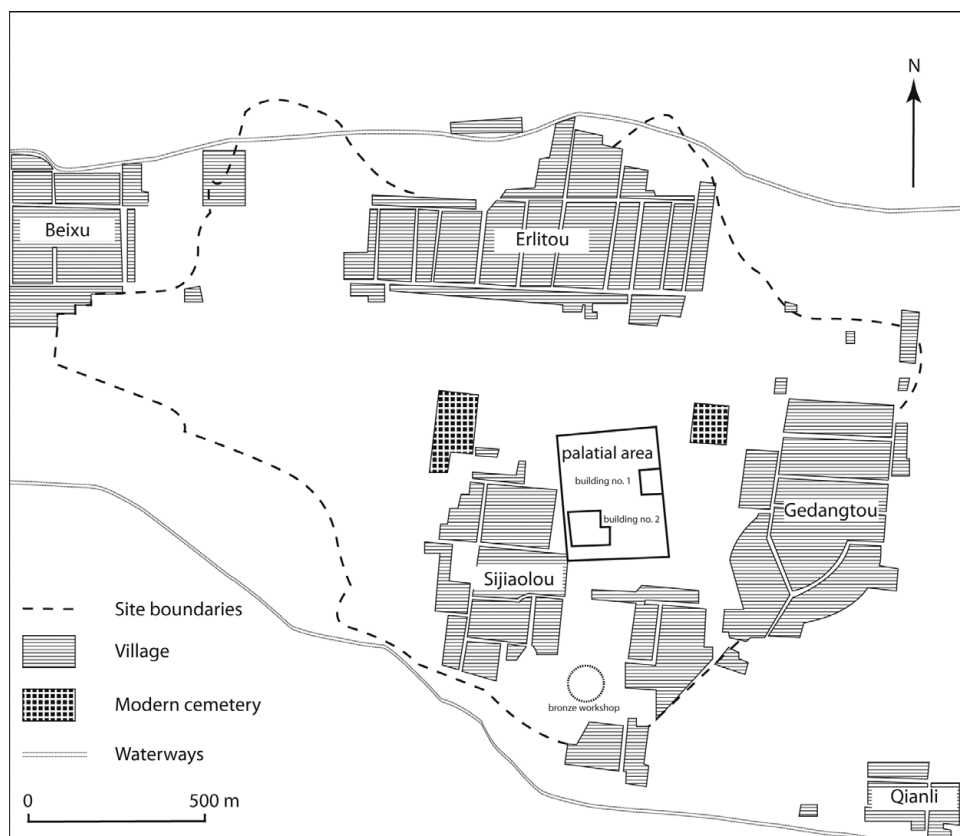 N
Beixu
Erlitou
palatial area
building no. 1
building no. 2
Gedangtou
Sijiaolou
bronze workshop
Qianli
Site boundaries
Village
Modern cemetery
Waterways
0 500 m